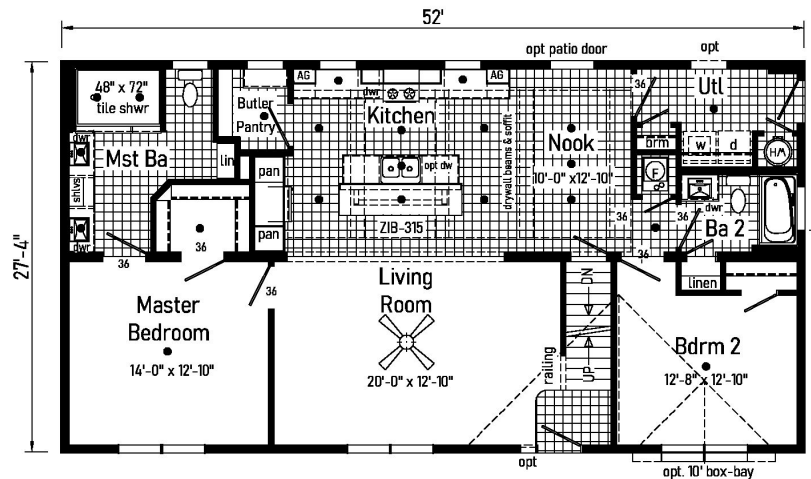 52'
opt patio door
opt
48" x 72"
tile shwr
AG
AG
dwr
Butler
Pantry
Kitchen
36
Utl
dwr
Mst Ba
lin
pan
opt dw
drywall beams & soffit
Nook
10'-0" x12'-10"
brm
w
d
HW
F
shlvs
dwr
36
pan
ZIB-315
36
36
dwr
Ba 2
27'-4"
36
36
Living
Room
DN
linen
Master
Bedroom
14'-0" x 12'-10"
20'-0" x 12'-10"
railing
UP
Bdrm 2
12'-8" x 12'-10"
opt
opt. 10' box-bay